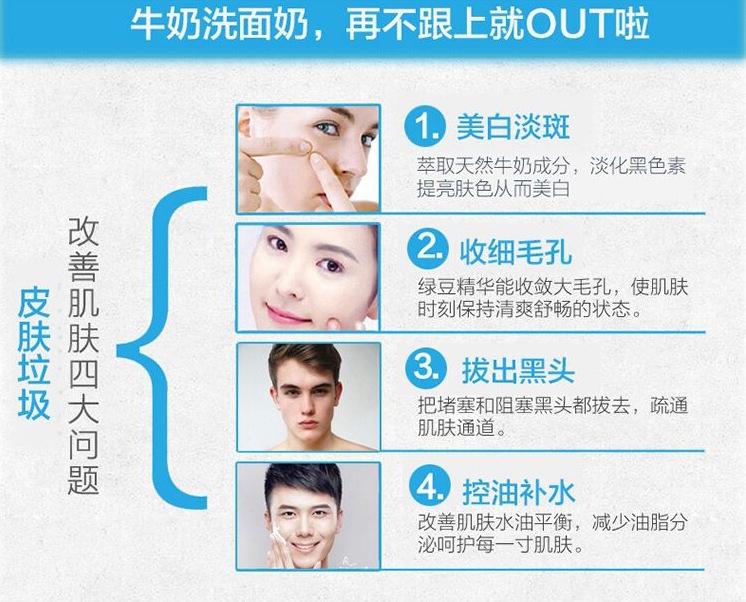 牛奶洗面奶，再不跟上就OUT啦
皮肤垃圾
改善肌肤四大问题
1. 美白淡斑
萃取天然牛奶成分，淡化黑色素
提亮肤色从而美白
2. 收细毛孔
绿豆精华能收敛大毛孔，使肌肤
时刻保持清爽舒畅的状态。
3. 拔出黑头
把堵塞和阻塞黑头都拔去，疏通
肌肤通道。
4. 控油补水
改善肌肤水油平衡，减少油脂分
泌呵护每一寸肌肤。